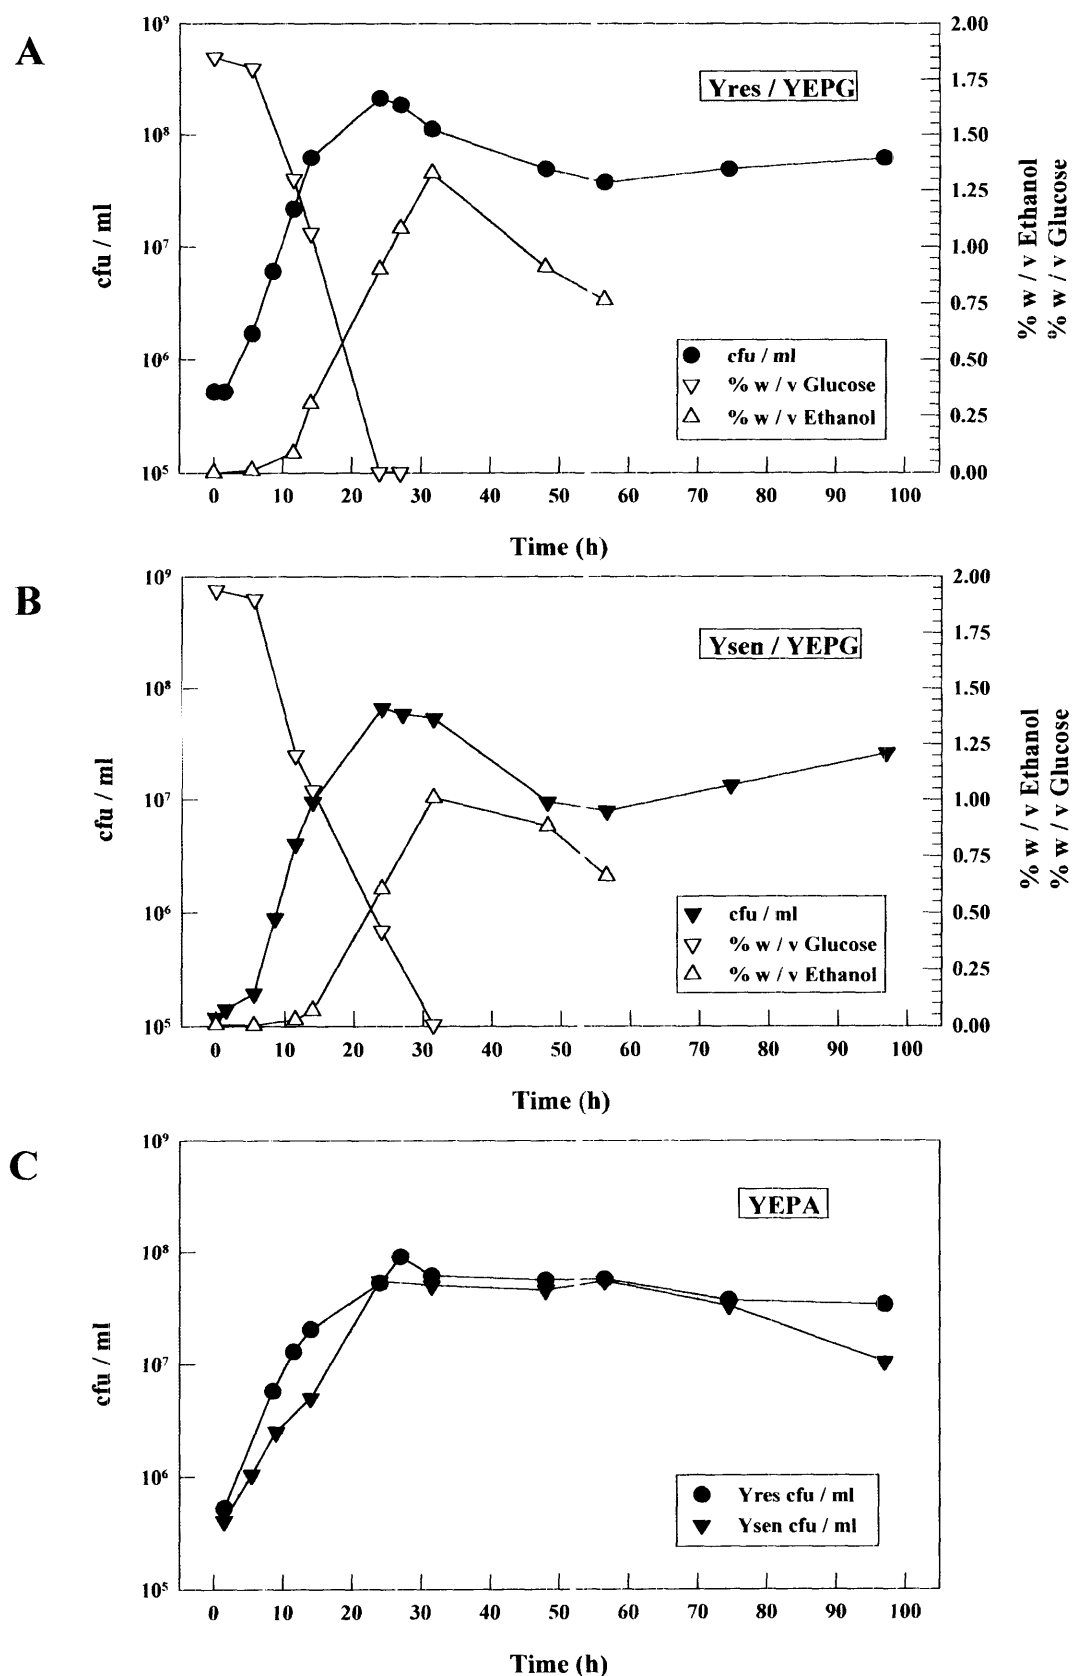 A
Yres / YEPG
10⁹
10⁸
10⁷
10⁶
10⁵
cfu / ml
2.00
1.75
1.50
1.25
1.00
0.75
0.50
0.25
0.00
% w / v Ethanol
% w / v Glucose
cfu / ml
% w / v Glucose
% w / v Ethanol
0 10 20 30 40 50 60 70 80 90 100
Time (h)
B
Ysen / YEPG
10⁹
10⁸
10⁷
10⁶
10⁵
cfu / ml
2.00
1.75
1.50
1.25
1.00
0.75
0.50
0.25
0.00
% w / v Ethanol
% w / v Glucose
cfu / ml
% w / v Glucose
% w / v Ethanol
0 10 20 30 40 50 60 70 80 90 100
Time (h)
C
YEPA
10⁹
10⁸
10⁷
10⁶
10⁵
cfu / ml
Yres cfu / ml
Ysen cfu / ml
0 10 20 30 40 50 60 70 80 90 100
Time (h)